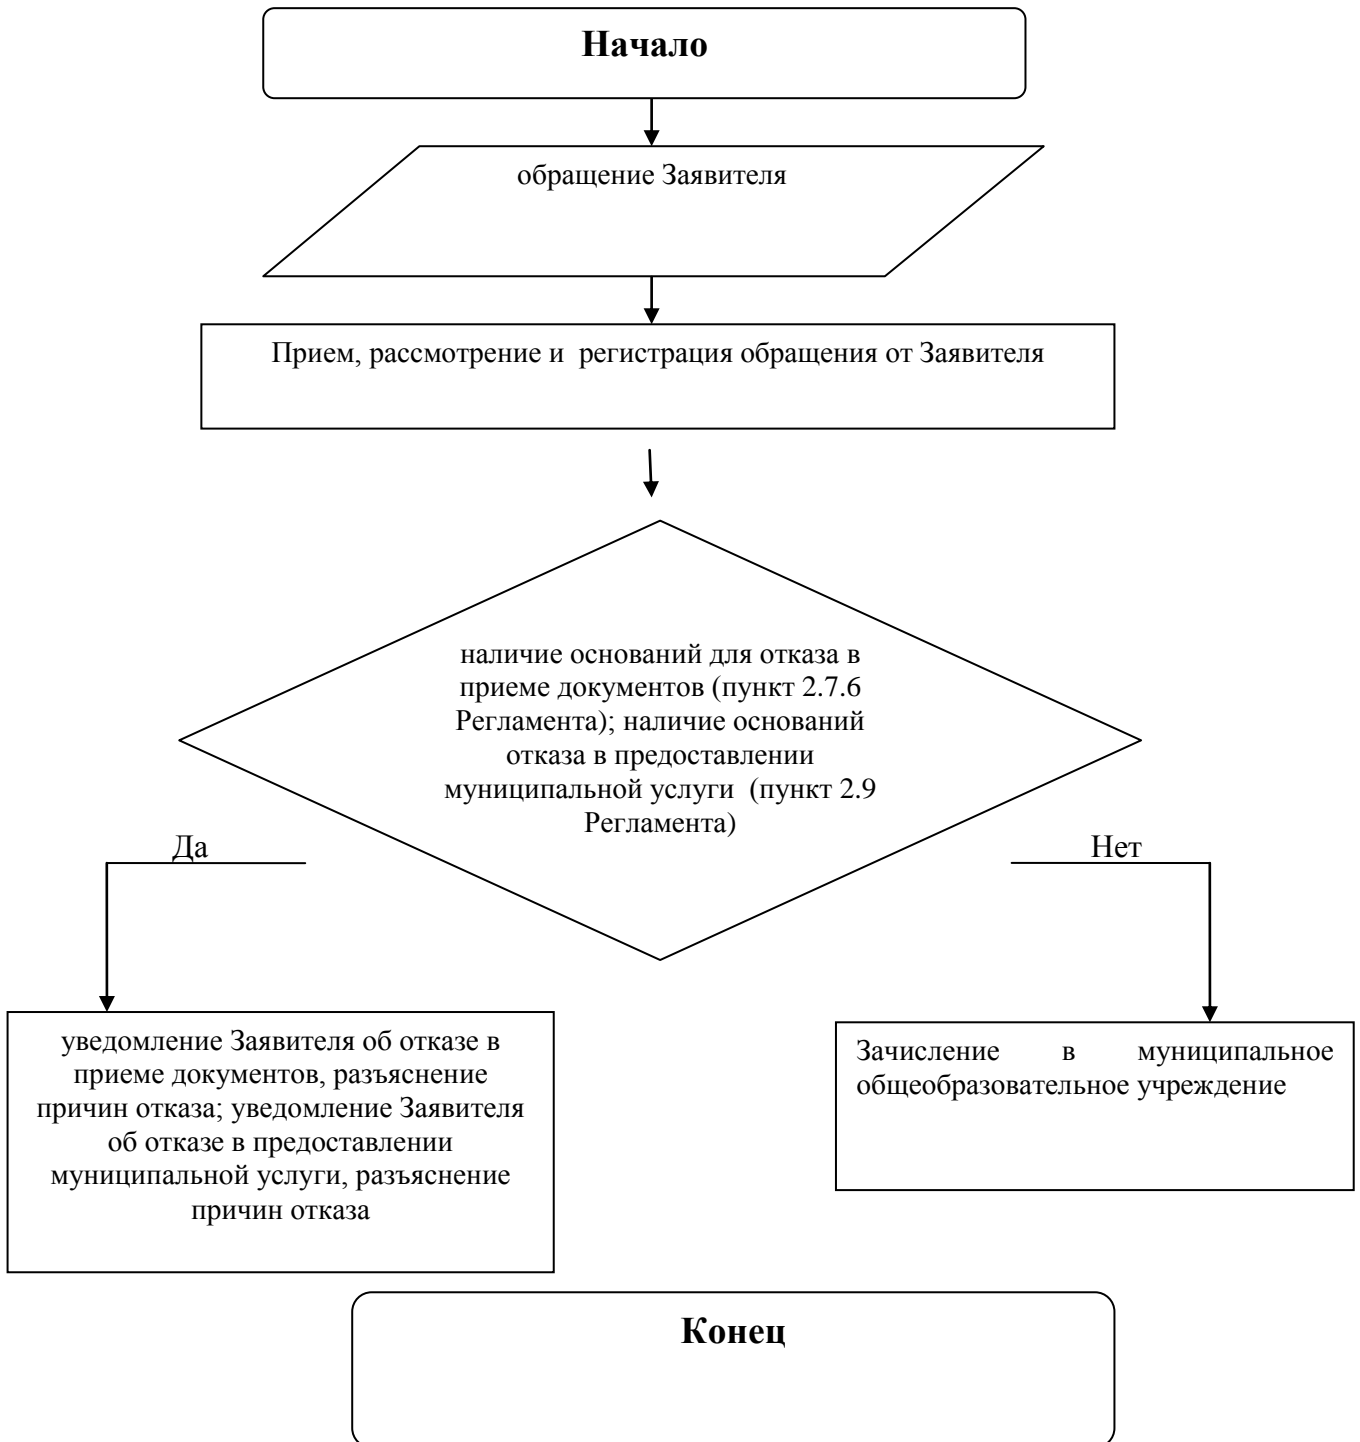 Начало
обращение Заявителя
Прием, рассмотрение и  регистрация обращения от Заявителя
наличие оснований для отказа в
приеме документов (пункт 2.7.6
Регламента); наличие оснований
отказа в предоставлении
муниципальной услуги  (пункт 2.9
Регламента)
Да
Нет
уведомление Заявителя об отказе в
приеме документов, разъяснение
причин отказа; уведомление Заявителя
об отказе в предоставлении
муниципальной услуги, разъяснение
причин отказа
Зачисление в муниципальное
общеобразовательное учреждение
Конец